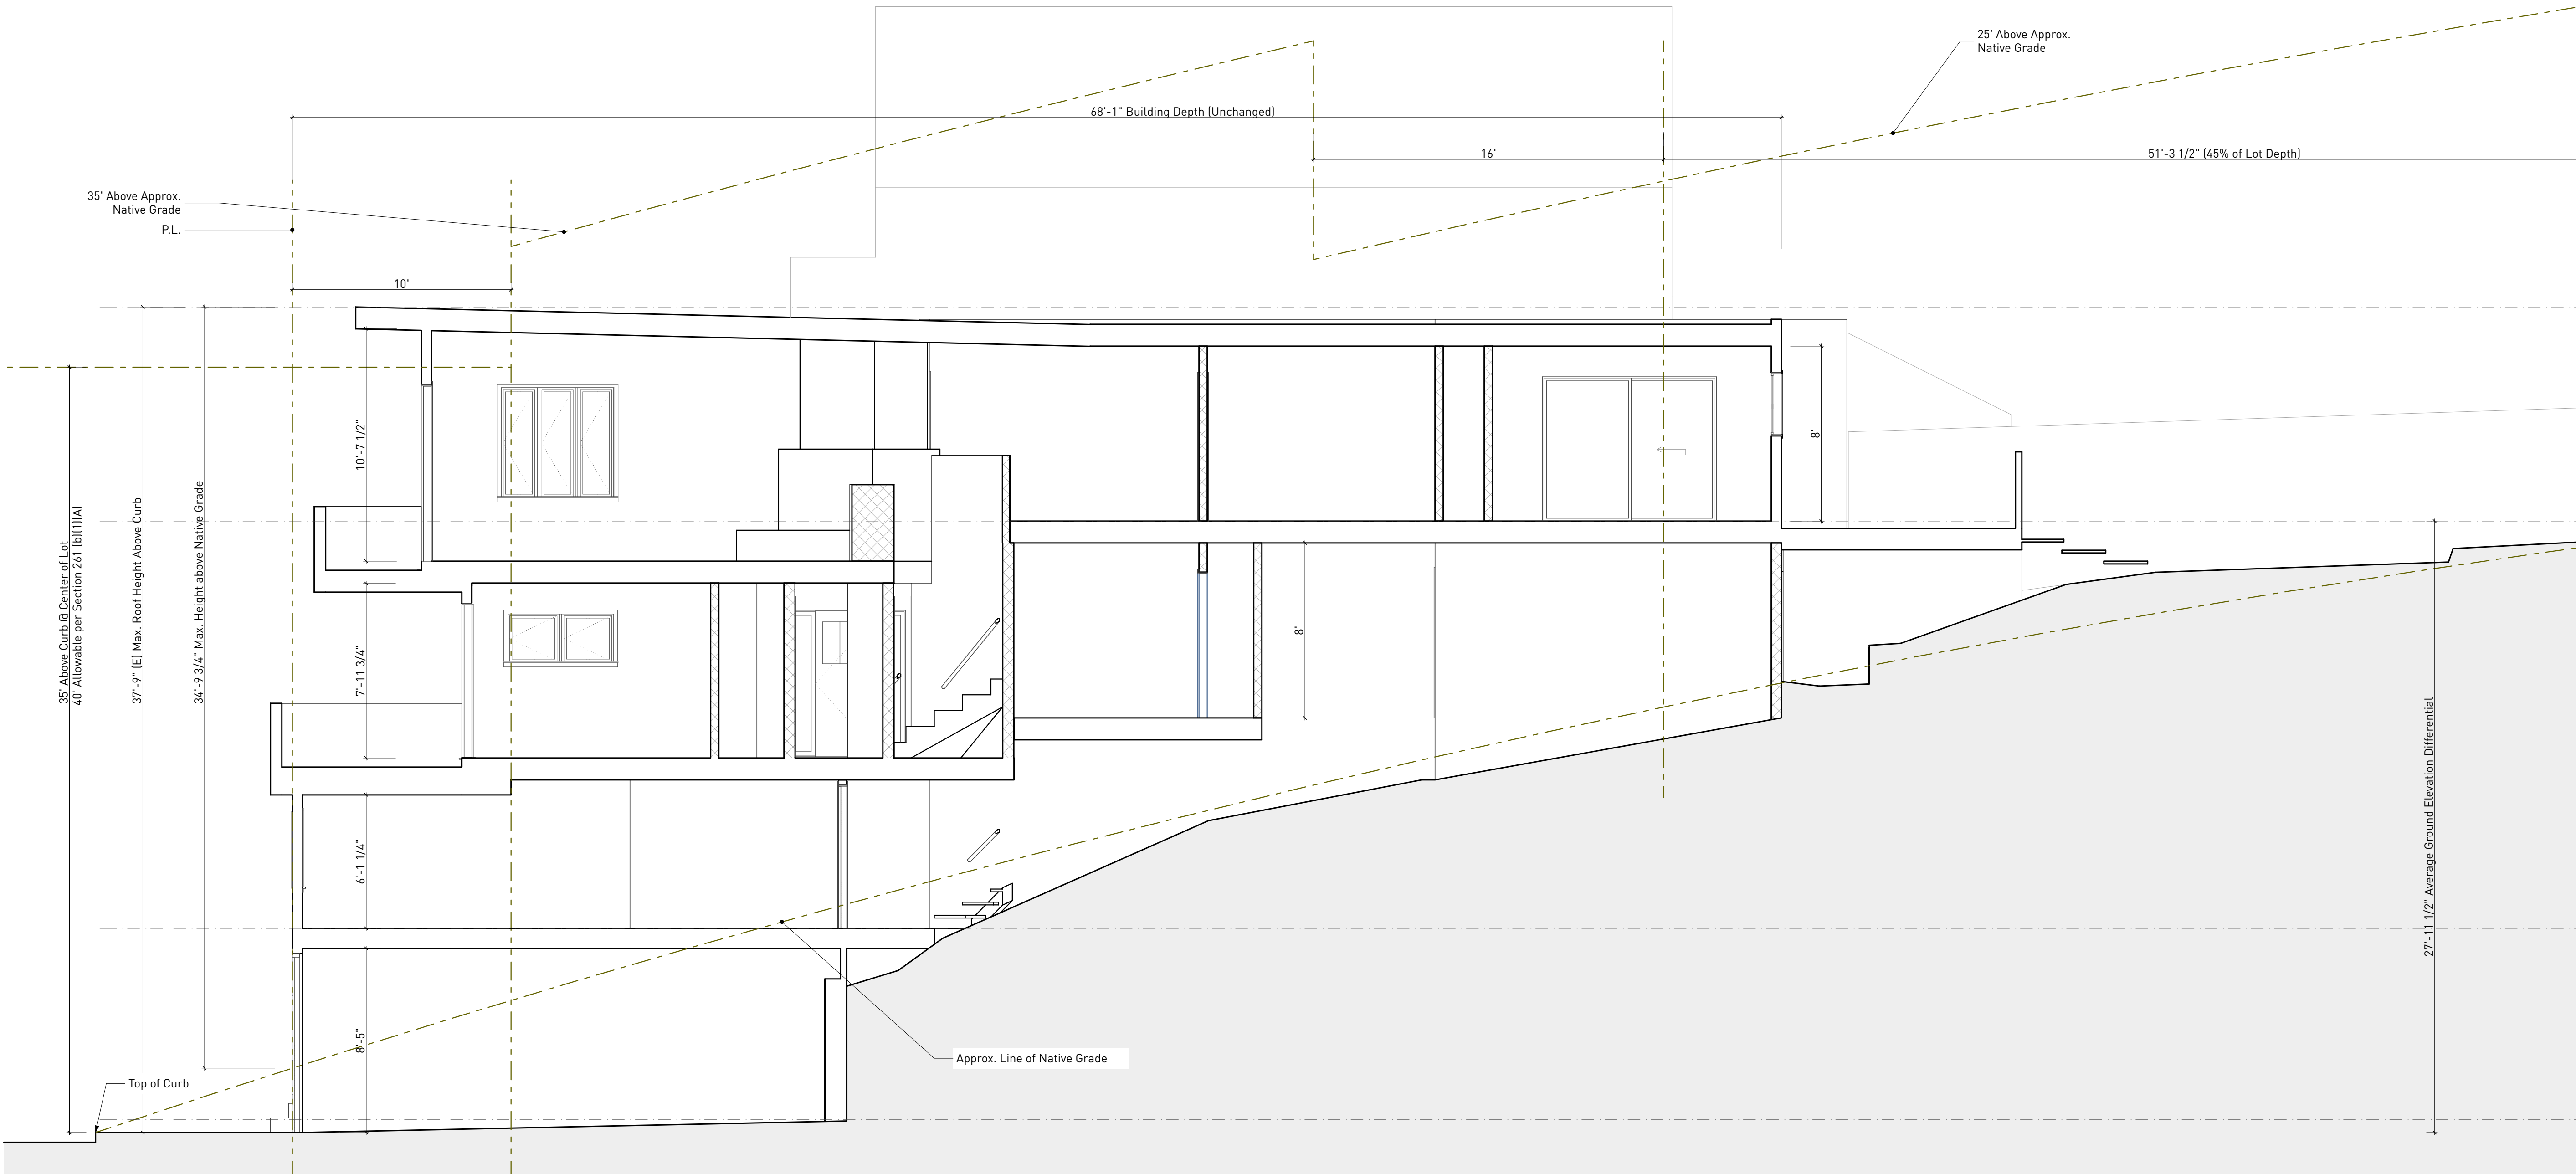 25' Above Approx.
Native Grade
68'-1" Building Depth (Unchanged)
16'
51'-3 1/2" (45% of Lot Depth)
35' Above Approx.
Native Grade
P.L.
10'
35' Above Curb @ Center of Lot
40' Allowable per Section 261 (b)(1)(A)
37'-9" (E) Max. Roof Height Above Curb
34'-9 3/4" Max. Height above Native Grade
10'-7 1/2"
8'
7'-11 3/4"
8'
6'-1 1/4"
27'-11 1/2" Average Ground Elevation Differential
8'-5"
Approx. Line of Native Grade
Top of Curb